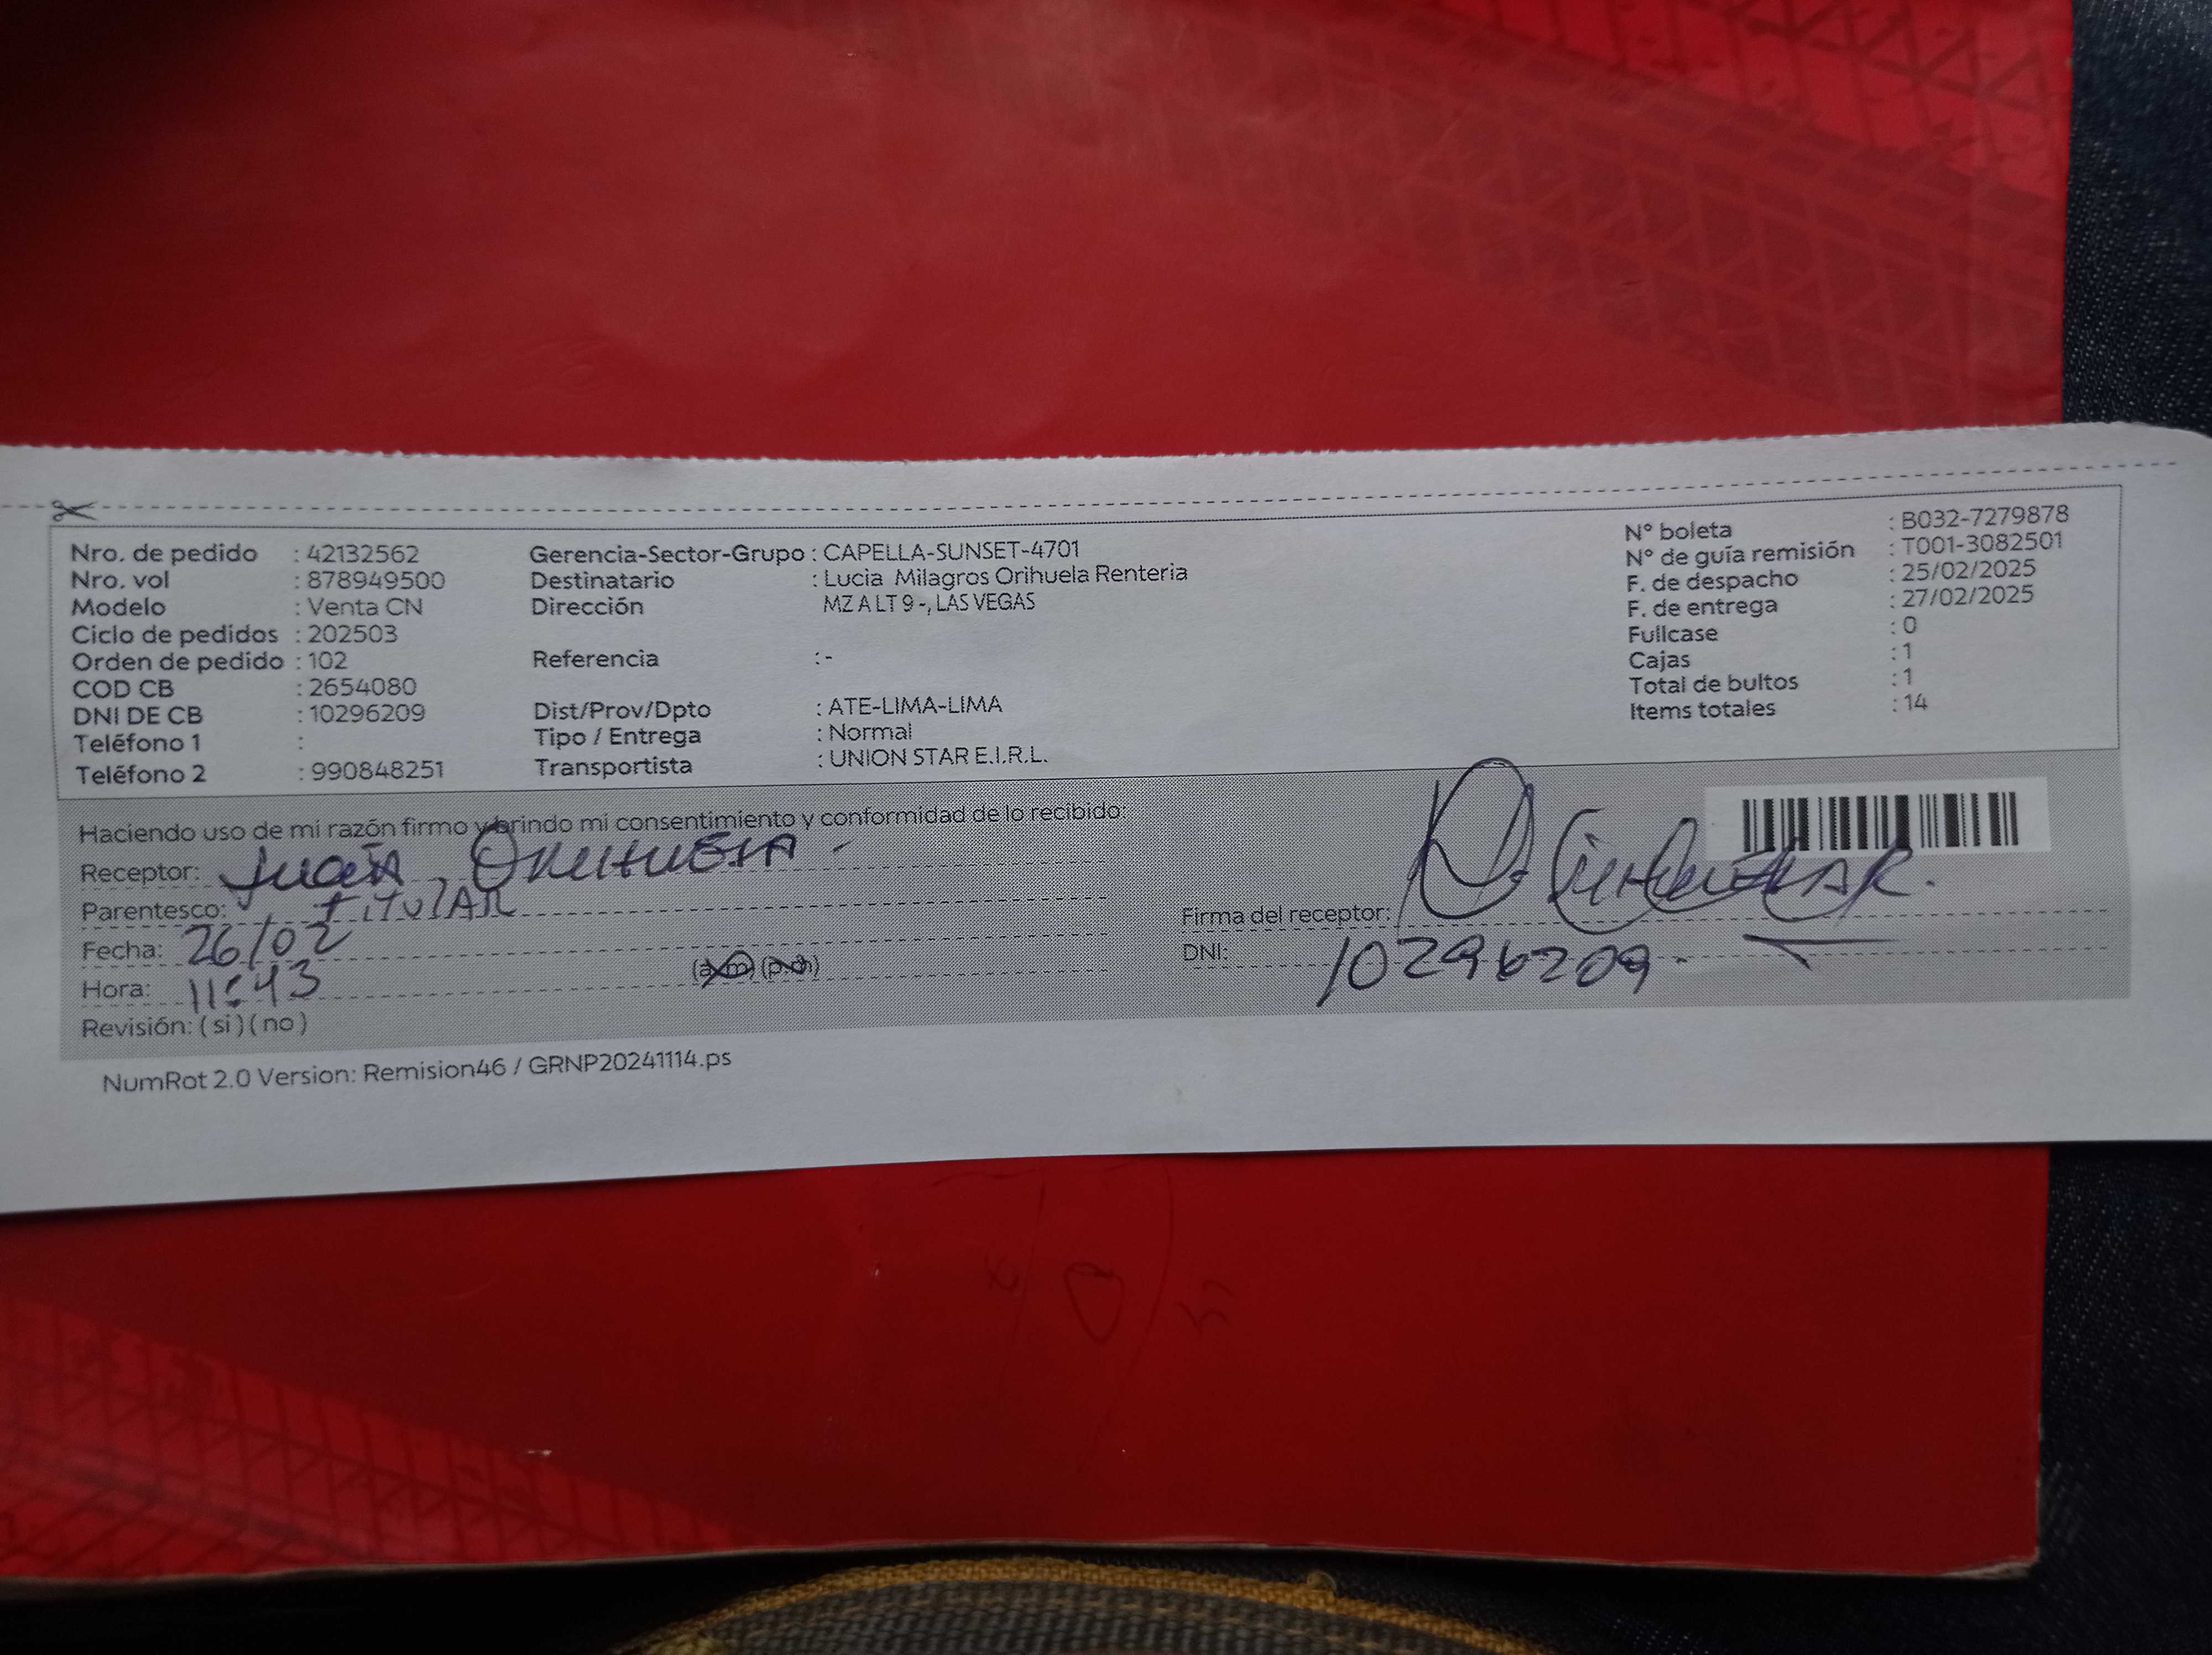 Nro. de pedido : 42132562
Nro. vol : 878949500
Modelo : Venta CN
Ciclo de pedidos : 202503
Orden de pedido : 102
COD CB : 2654080
DNI DE CB : 10296209
Teléfono 1 :
Teléfono 2 : 990848251
Gerencia-Sector-Grupo : CAPELLA-SUNSET-4701
Destinatario : Lucia Milagros Orihuela Renteria
Dirección MZ A LT 9 -, LAS VEGAS
Referencia : -
Dist/Prov/Dpto : ATE-LIMA-LIMA
Tipo / Entrega : Normal
Transportista : UNION STAR E.I.R.L.
N° boleta : B032-7279878
N° de guía remisión : T001-3082501
F. de despacho : 25/02/2025
F. de entrega : 27/02/2025
Fullcase : 0
Cajas : 1
Total de bultos : 1
Items totales : 14
Haciendo uso de mi razón firmo y brindo mi consentimiento y conformidad de lo recibido:
Receptor: Lucía ORIHUELA
Parentesco: TITULAR
Fecha: 26/02
Hora: 11:43 (a.m) (p.m)
Revisión: (si) (no)
Firma del receptor:
DNI: 10296209
NumRot 2.0 Version: Remision46 / GRNP20241114.ps